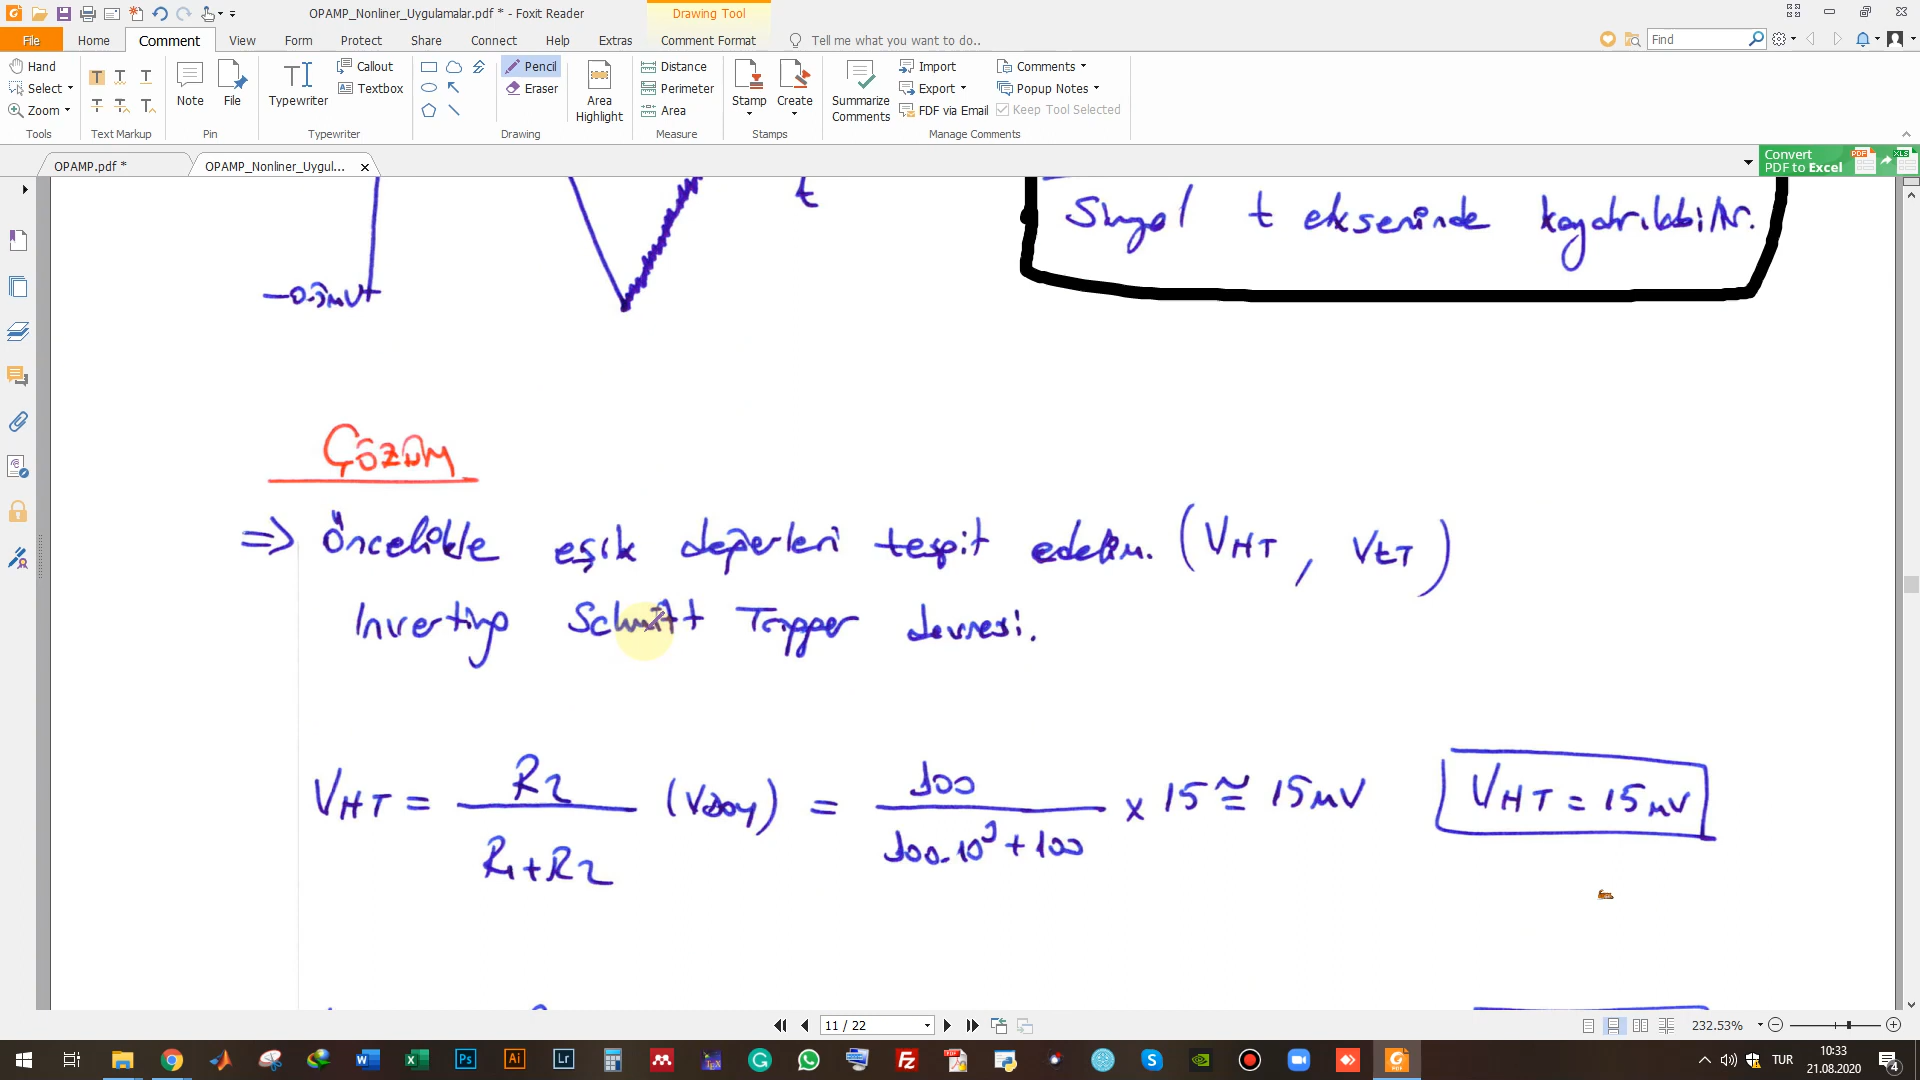 OPAMP_Nonliner_Uygulamalar.pdf * - Foxit Reader
Drawing Tool
File Home Comment View Form Protect Share Connect Help Extras Comment Format Tell me what you want to do.. Find
Hand
Select
Zoom
Tools
Text Markup
Note File
Pin
Typewriter
Callout
Textbox
Typewriter
Pencil
Eraser
Drawing
Area Highlight
Distance
Perimeter
Area
Measure
Stamp Create
Stamps
Summarize Comments
Import
Export
FDF via Email
Comments
Popup Notes
Keep Tool Selected
Manage Comments
OPAMP.pdf * OPAMP_Nonliner_Uygul...
Convert
PDF to Excel
t
Sinyal t ekseninde kaydırılabilir.
Çözüm
=> Öncelikle eşik değerleri tespit edelim. (VHT, VLT)
Inverting Schmitt Trigger devresi.
VHT = R2 / (R1+R2) (Vdoy) = 100 / (100.10³+100) x 15 ≅ 15mV VHT = 15mV
11 / 22
232.53%
TUR
10:33
21.08.2020
4